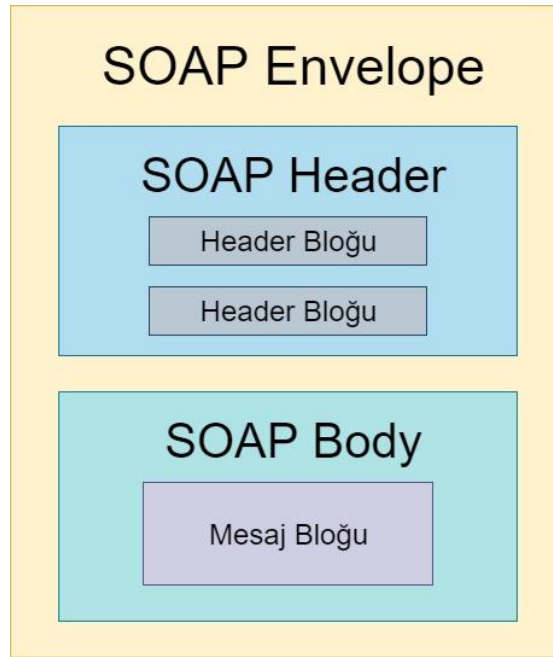 SOAP Envelope
SOAP Header
Header Bloğu
Header Bloğu
SOAP Body
Mesaj Bloğu